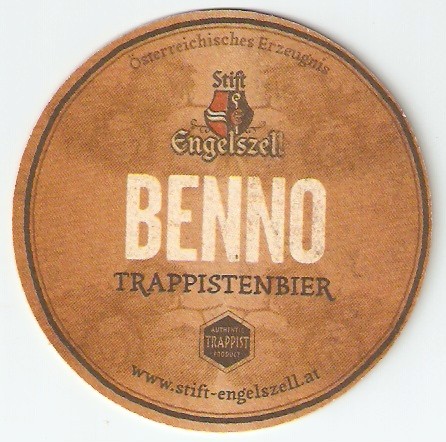 Österreichisches Erzeugnis
Stift
Engelszell
BENNO
TRAPPISTENBIER
AUTHENTIC
TRAPPIST
PRODUCT
www.stift-engelszell.at